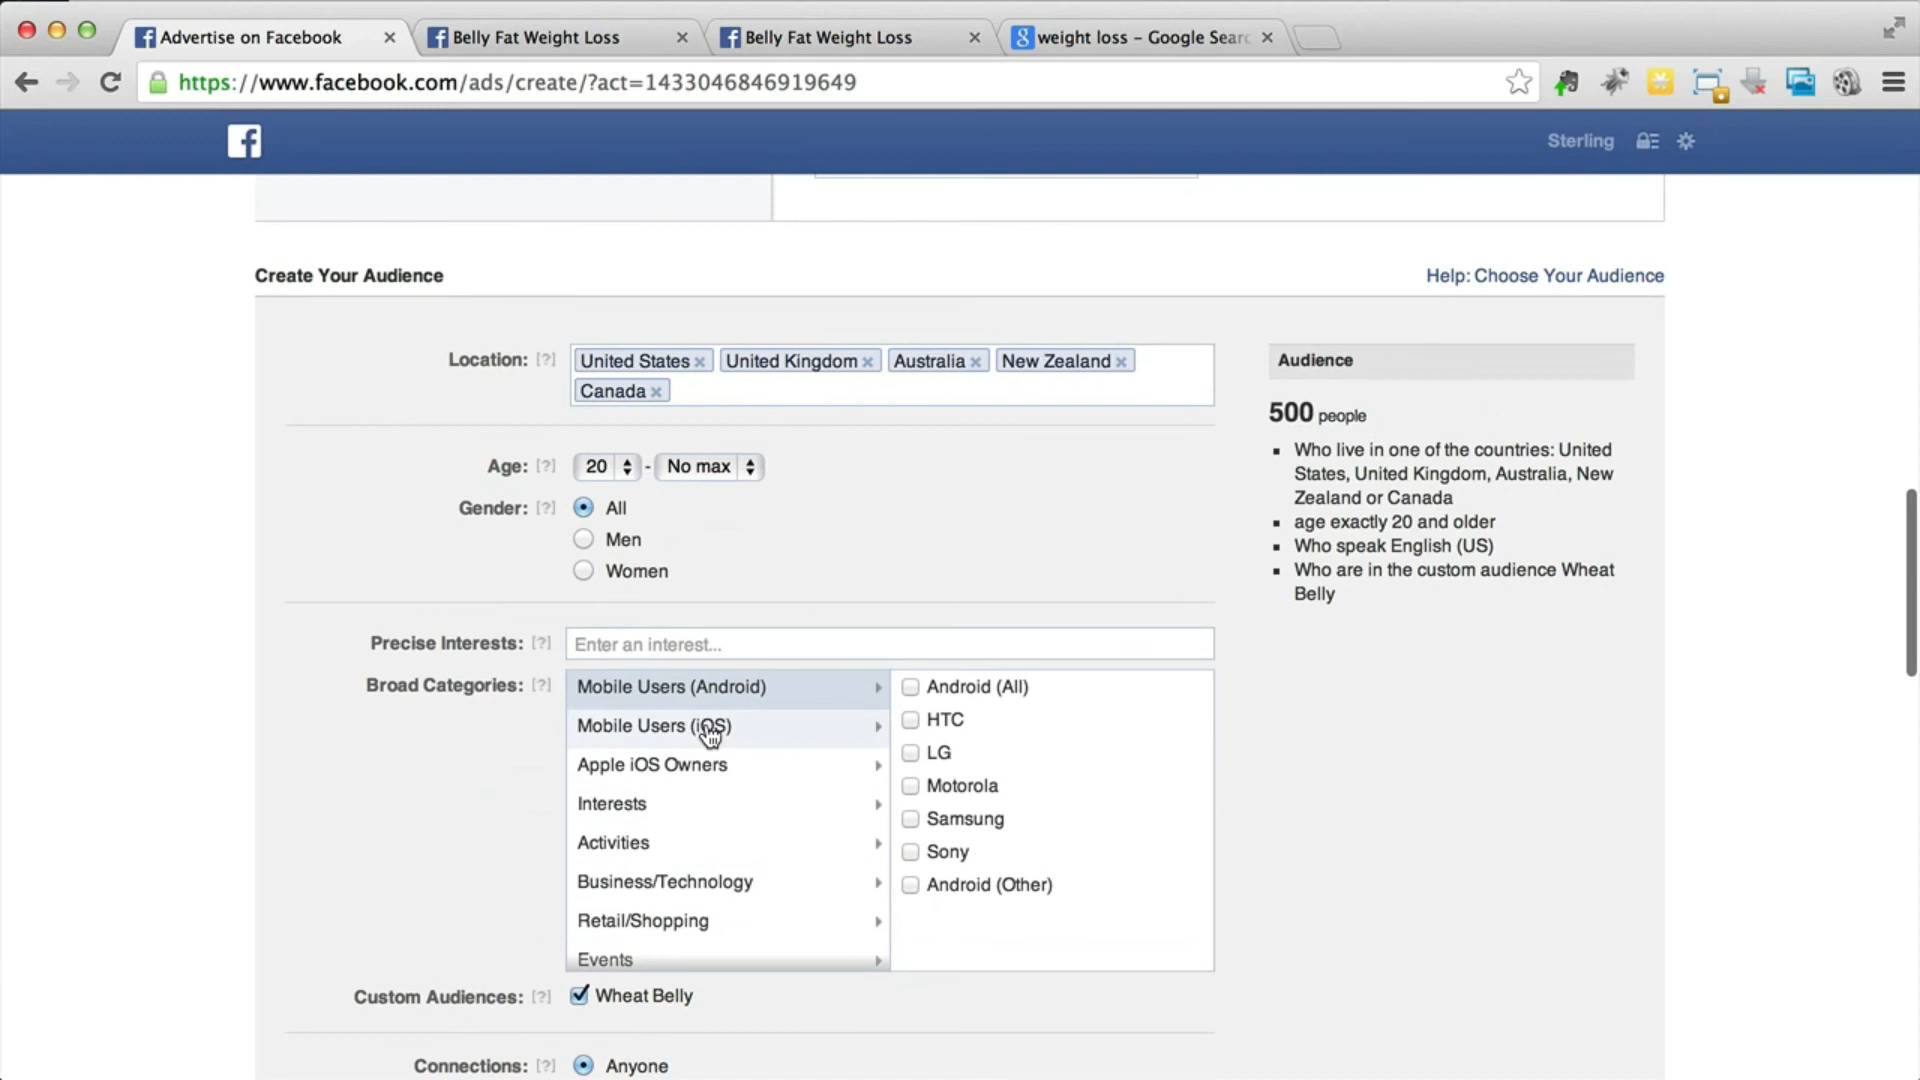 Advertise on Facebook
Belly Fat Weight Loss
Belly Fat Weight Loss
weight loss – Google Searc
https://www.facebook.com/ads/create/?act=1433046846919649
Sterling
Create Your Audience
Help: Choose Your Audience
Location: [?]
United States
United Kingdom
Australia
New Zealand
Canada
Audience
500 people
Who live in one of the countries: United
States, United Kingdom, Australia, New
Zealand or Canada
age exactly 20 and older
Who speak English (US)
Who are in the custom audience Wheat
Belly
Age: [?] 20 - No max
Gender: [?] All
Men
Women
Precise Interests: [?] Enter an interest...
Broad Categories: [?]
Mobile Users (Android)
Mobile Users (iOS)
Apple iOS Owners
Interests
Activities
Business/Technology
Retail/Shopping
Events
Android (All)
HTC
LG
Motorola
Samsung
Sony
Android (Other)
Custom Audiences: [?] Wheat Belly
Connections: [?] Anyone